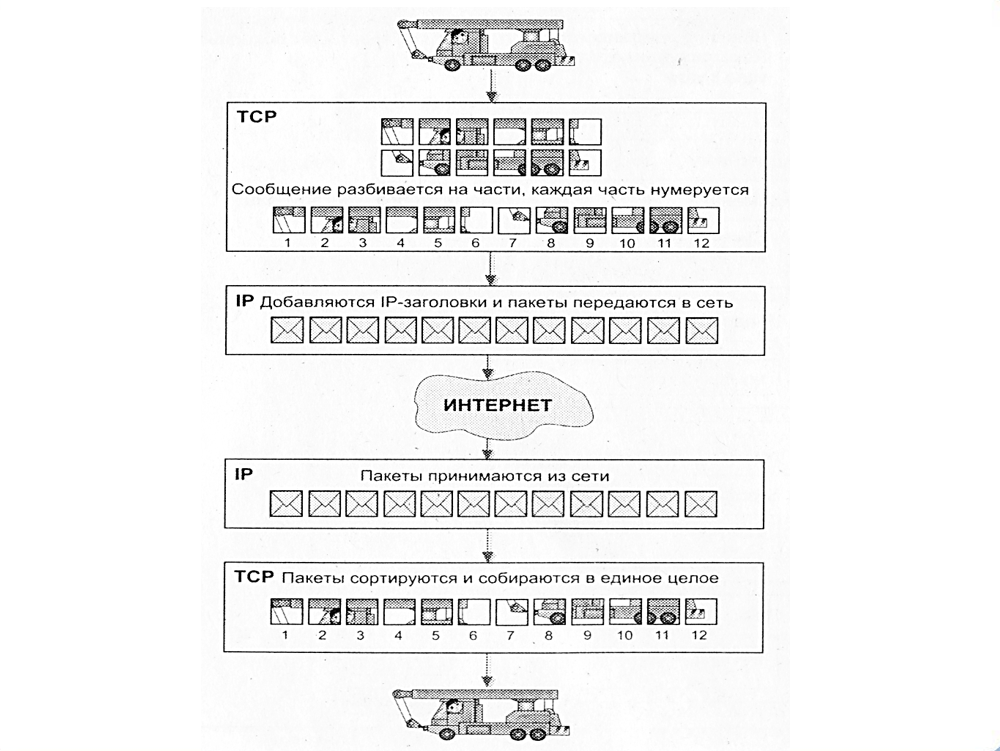 TCP
Сообщение разбивается на части, каждая часть нумеруется
1 2 3 4 5 6 7 8 9 10 11 12
IP Добавляются IP-заголовки и пакеты передаются в сеть
ИНТЕРНЕТ
IP Пакеты принимаются из сети
TCP Пакеты сортируются и собираются в единое целое
1 2 3 4 5 6 7 8 9 10 11 12